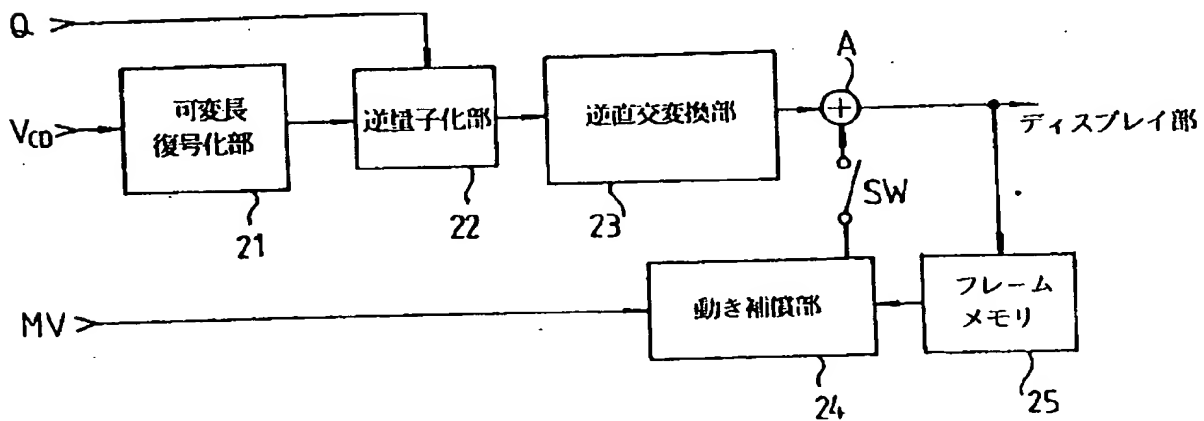 Q
A
可変長
復号化部
逆量子化部
逆直交変換部
V_CD
ディスプレイ部
SW
21
22
23
MV
動き補償部
フレーム
メモリ
24
25